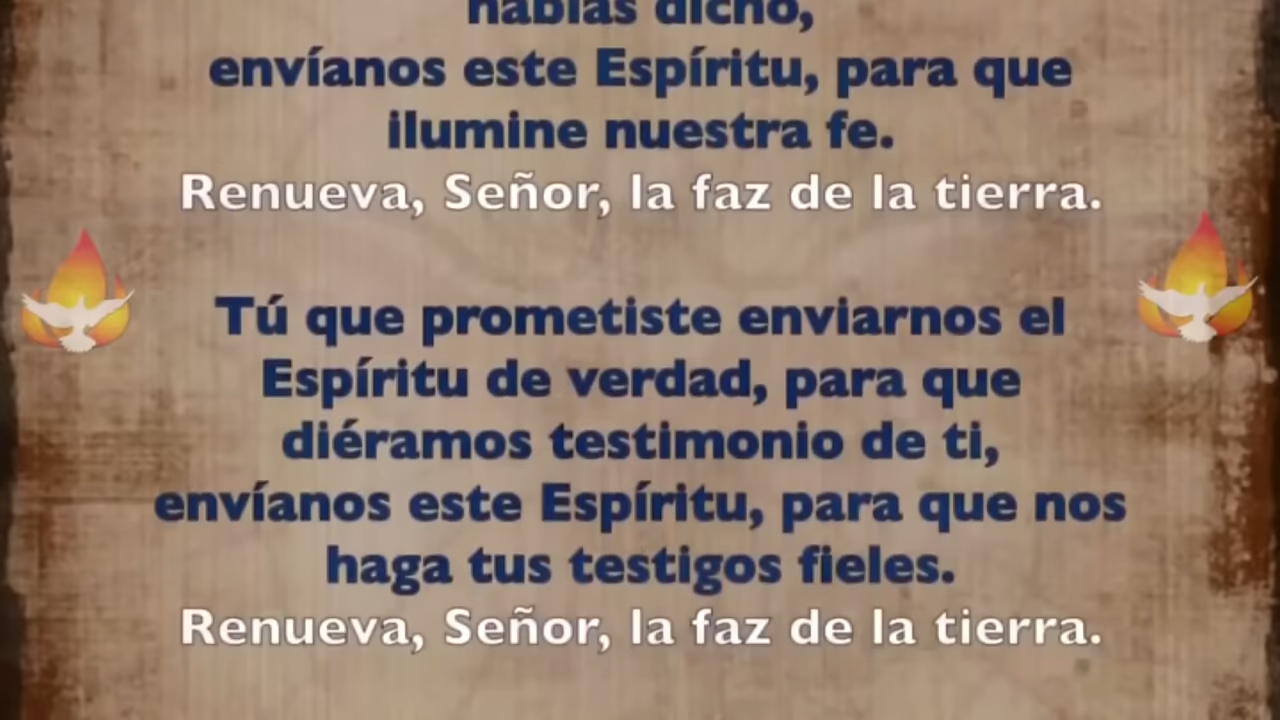 habías dicho,
envíanos este Espíritu, para que
ilumine nuestra fe.
Renueva, Señor, la faz de la tierra.
Tú que prometiste enviarnos el
Espíritu de verdad, para que
diéramos testimonio de ti,
envíanos este Espíritu, para que nos
haga tus testigos fieles.
Renueva, Señor, la faz de la tierra.